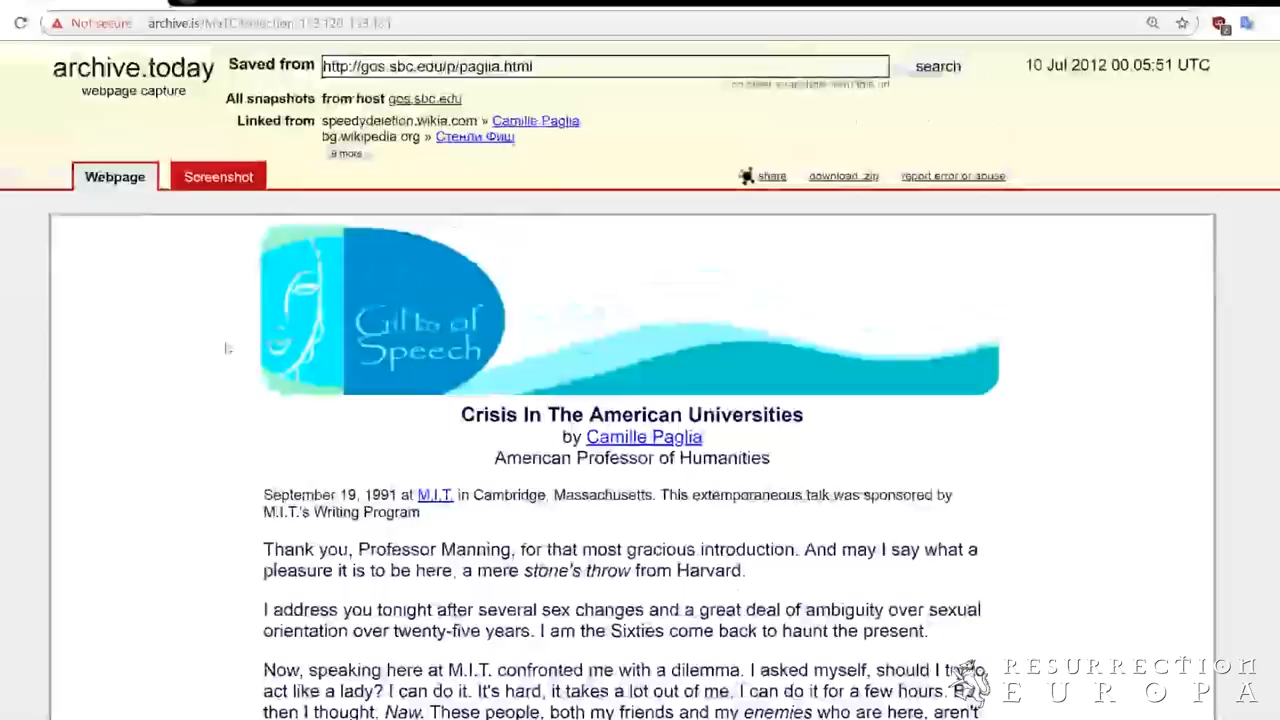 Not secure archive.is/
archive.today Saved from http://gos.sbc.edu/p/paglia.html search 10 Jul 2012 00:05:51 UTC
webpage capture
All snapshots from host gos.sbc.edu
Linked from speedydeletion.wikia.com » Camille Paglia
bg.wikipedia.org » Стенли Фиш
9 more...
Webpage Screenshot share download .zip report error or abuse
Gifts of
Speech
Crisis In The American Universities
by Camille Paglia
American Professor of Humanities
September 19, 1991 at M.I.T. in Cambridge, Massachusetts. This extemporaneous talk was sponsored by
M.I.T.'s Writing Program
Thank you, Professor Manning, for that most gracious introduction. And may I say what a
pleasure it is to be here, a mere stone's throw from Harvard.
I address you tonight after several sex changes and a great deal of ambiguity over sexual
orientation over twenty-five years. I am the Sixties come back to haunt the present.
Now, speaking here at M.I.T. confronted me with a dilemma. I asked myself, should I
act like a lady? I can do it. It's hard, it takes a lot out of me, I can do it for a few hours.
then I thought, Naw. These people, both my friends and my enemies who are here, aren't
RESURRECTION
EUROPA